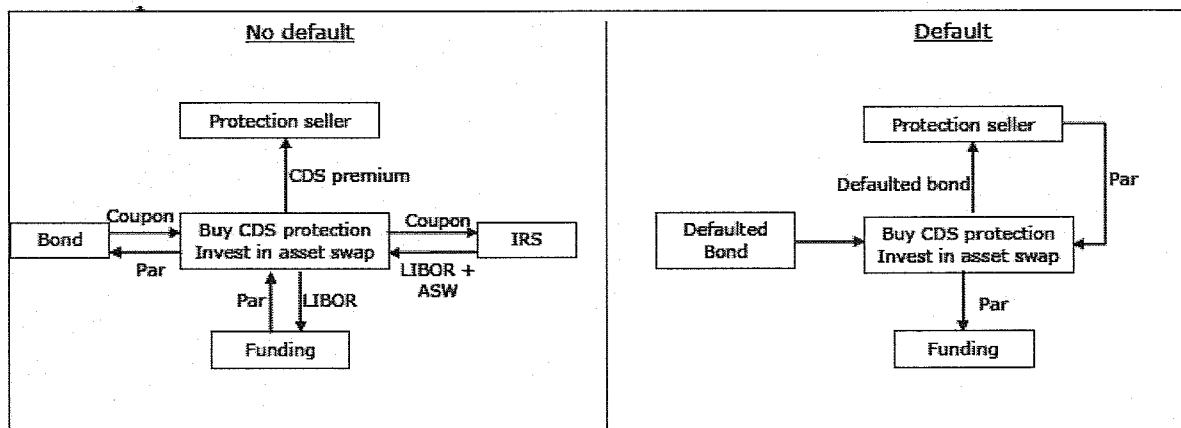 No default
Protection seller
CDS premium
Coupon
Bond
Par
Buy CDS protection
Invest in asset swap
Coupon
IRS
LIBOR +
ASW
Par
LIBOR
Funding
Default
Protection seller
Defaulted bond
Par
Defaulted
Bond
Buy CDS protection
Invest in asset swap
Par
Funding